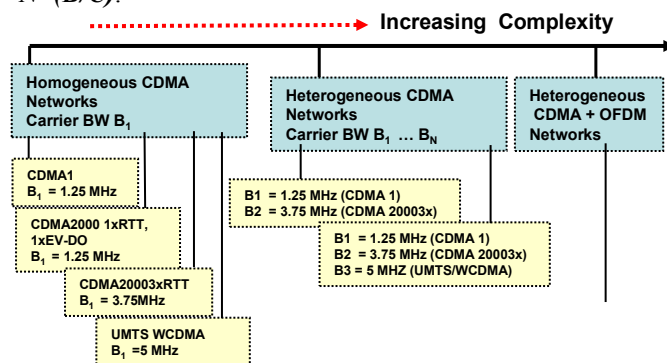 N (B/C).
Increasing Complexity
Homogeneous CDMA
Networks
Carrier BW B1
Heterogeneous CDMA
Networks
Carrier BW B1 ... BN
Heterogeneous
CDMA + OFDM
Networks
CDMA1
B1 = 1.25 MHz
CDMA2000 1xRTT,
1xEV-DO
B1 = 1.25 MHz
CDMA20003xRTT
B1 = 3.75MHz
UMTS WCDMA
B1 =5 MHz
B1 = 1.25 MHz (CDMA 1)
B2 = 3.75 MHz (CDMA 20003x)
B1 = 1.25 MHz (CDMA 1)
B2 = 3.75 MHz (CDMA 20003x)
B3 = 5 MHZ (UMTS/WCDMA)